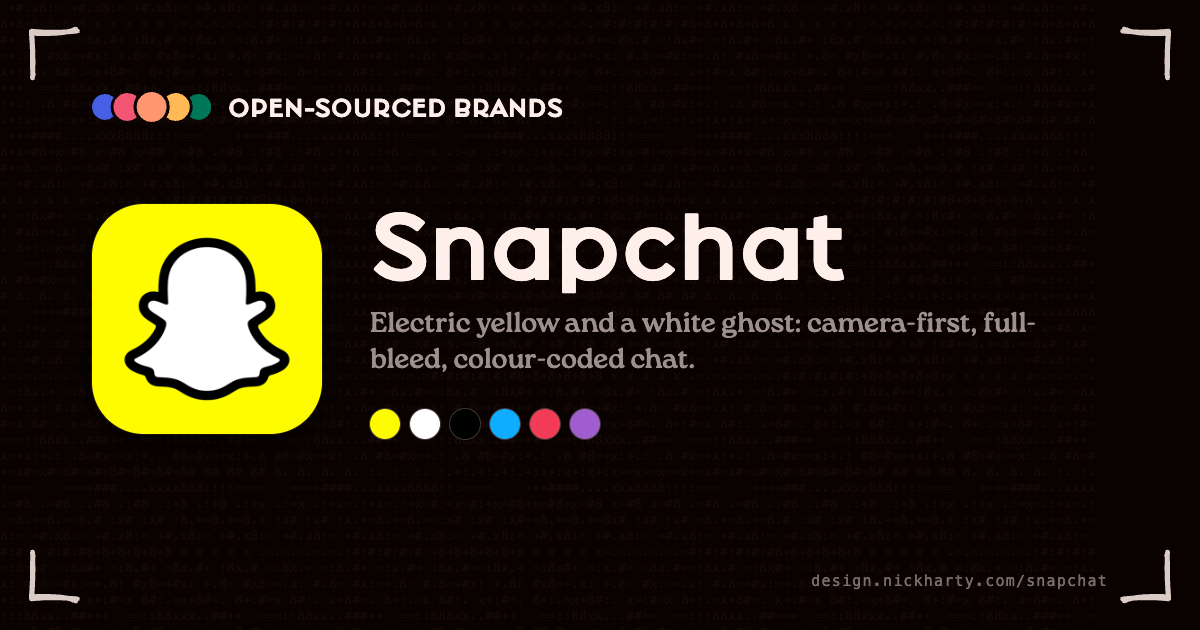 OPEN-SOURCED BRANDS
Snapchat
Electric yellow and a white ghost: camera-first, full-
bleed, colour-coded chat.
design.nickharty.com/snapchat